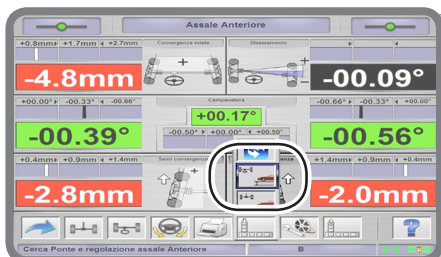 Assale Anteriore
+0.8mm +1.7mm +2.7mm Convergenza totale Disassamento
-4.8mm -00.09°
+00.00° -00.33° -00.66° Campanatura -00.66° -00.33° +00.00°
+00.17°
-00.39° -00.50° +00.00° +00.50° -00.56°
+0.4mm +0.9mm +1.4mm Semi convergenza enza +1.4mm +0.9mm +0.4mm
-2.8mm -2.0mm
?
Cerca Ponte e regolazione assale Anteriore B